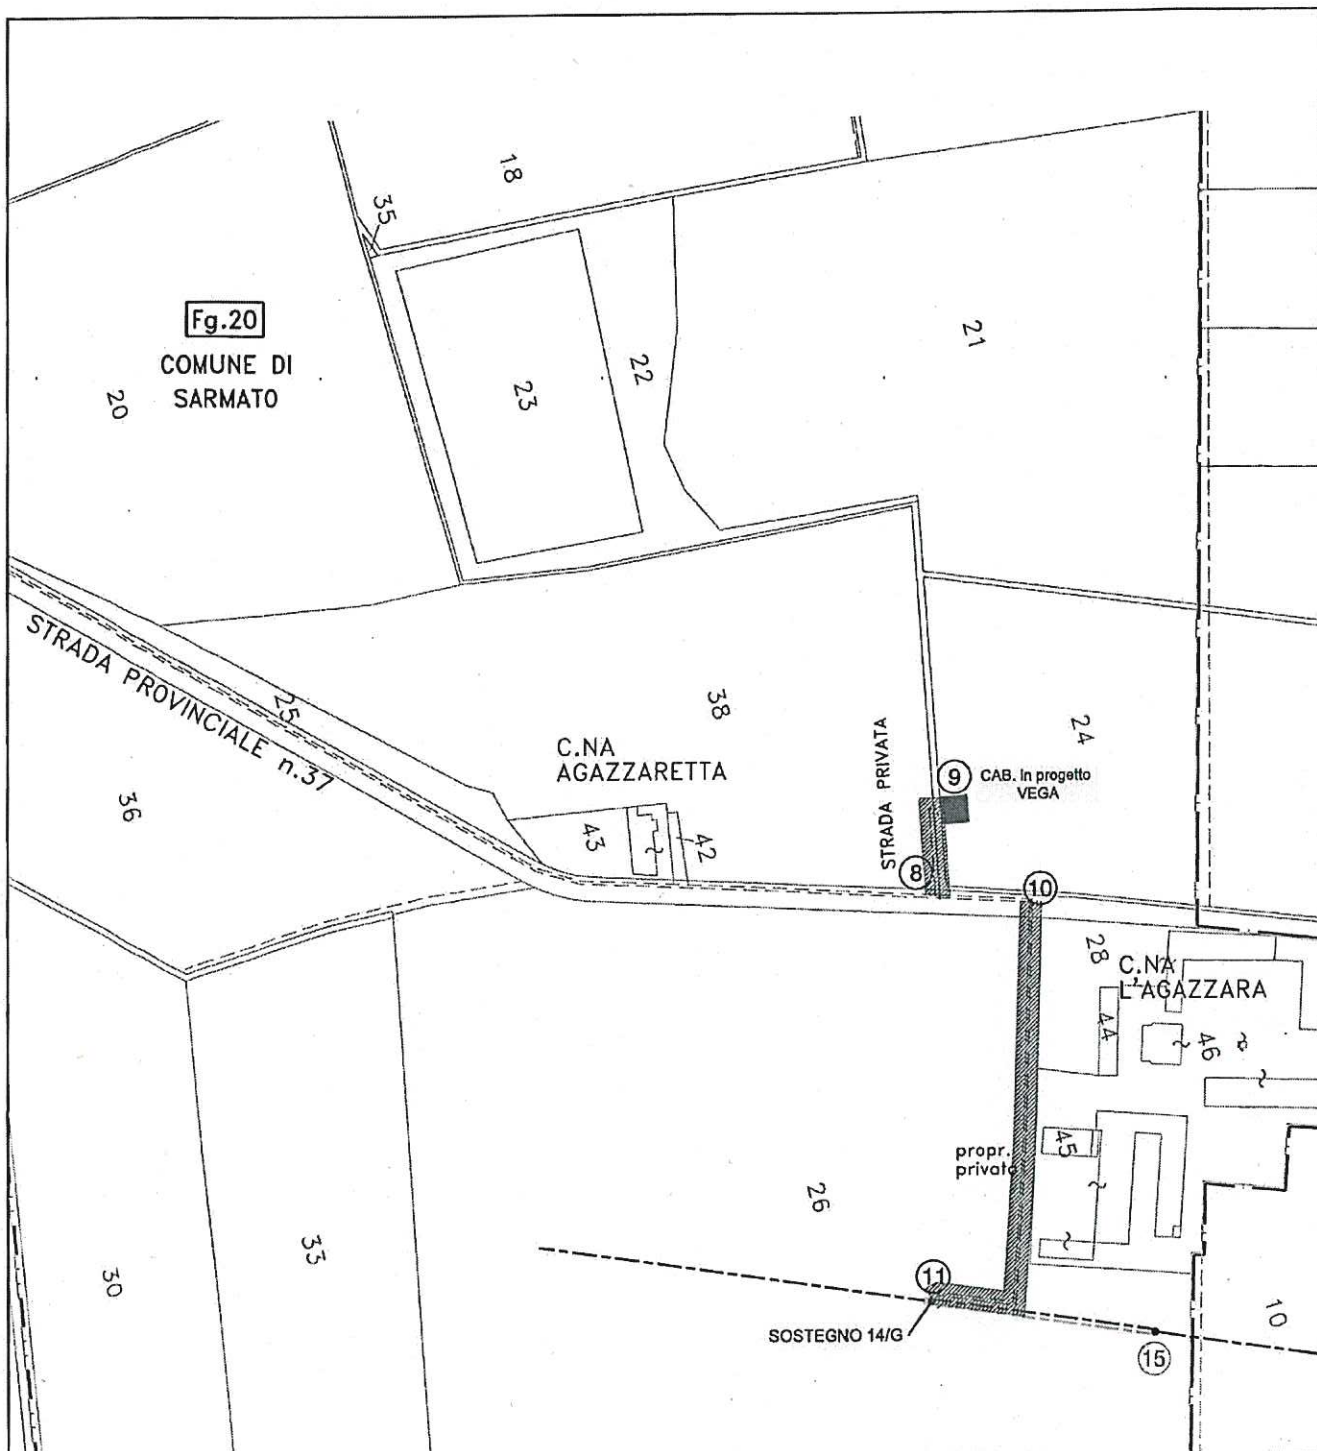 18
35
Fg.20
COMUNE DI
SARMATO
20
23
22
21
STRADA PROVINCIALE n.37
25
36
38
C.NA
AGAZZARETTA
43
42
STRADA PRIVATA
24
9
CAB. In progetto
VEGA
8
10
28
C.NA
L'AGAZZARA
44
46
45
propr.
privata
26
33
30
11
SOSTEGNO 14/G
15
10